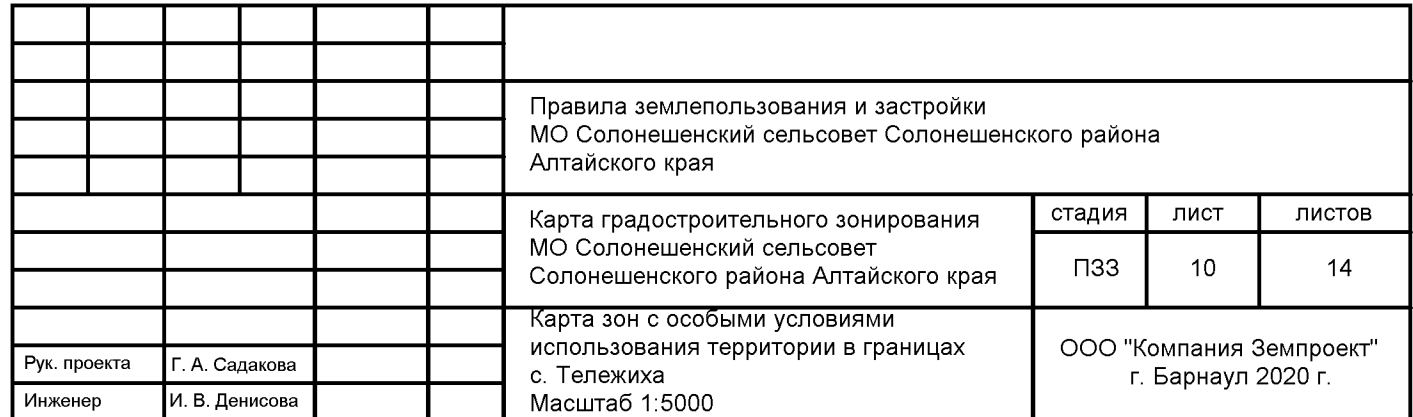 Правила землепользования и застройки
МО Солонешенский сельсовет Солонешенского района
Алтайского края
Карта градостроительного зонирования
МО Солонешенский сельсовет
Солонешенского района Алтайского края
стадия лист листов
ПЗЗ 10 14
Карта зон с особыми условиями
использования территории в границах
с. Тележиха
Масштаб 1:5000
ООО "Компания Земпроект"
г. Барнаул 2020 г.
Рук. проекта Г. А. Садакова
Инженер И. В. Денисова